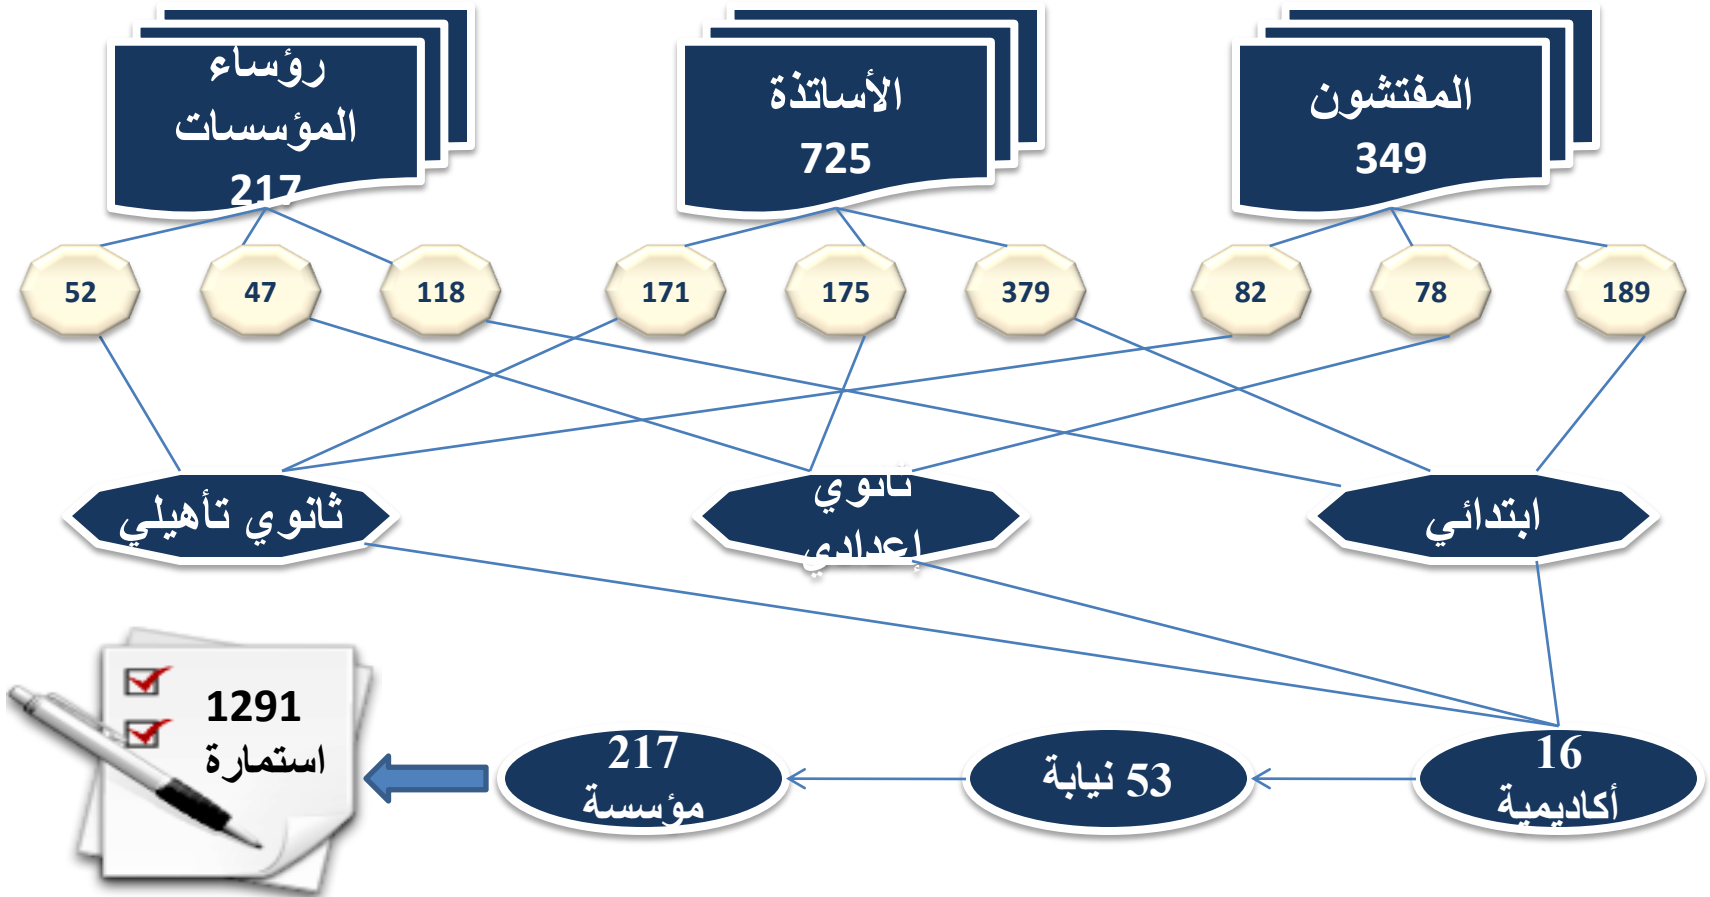 المفتشون
349
الأساتذة
725
رؤساء
المؤسسات
217
189
78
82
379
175
171
118
47
52
ابتدائي
ثانوي
إعدادي
ثانوي تأهيلي
16
أكاديمية
53 نيابة
217
مؤسسة
1291
استمارة